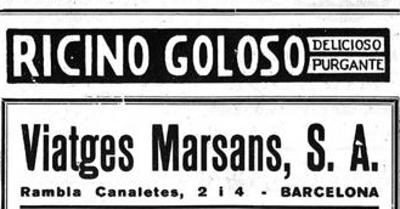 RICINO GOLOSO DELICIOSO
PURGANTE
Viatges Marsans, S. A.
Rambla Canaletes, 2 i 4 - BARCELONA